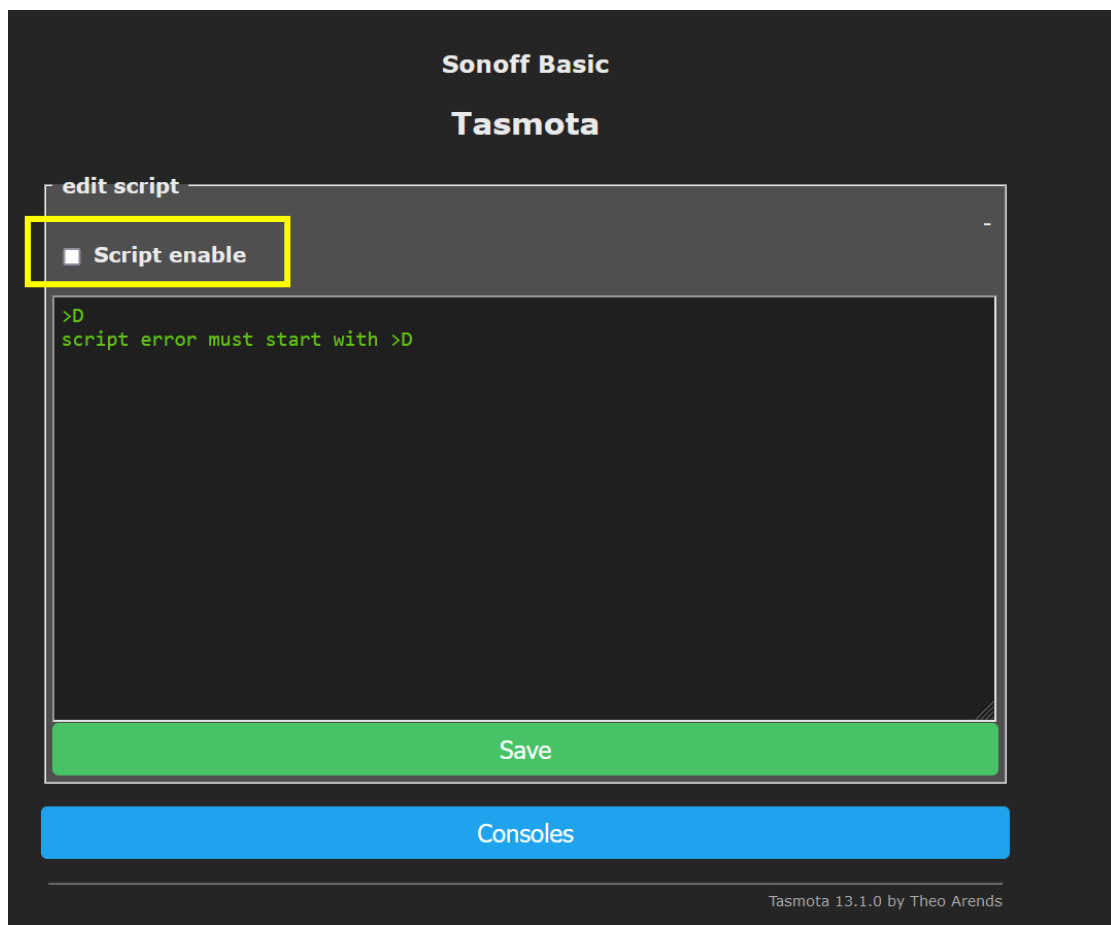 Sonoff Basic
Tasmota
edit script
-
Script enable
>D
script error must start with >D
Save
Consoles
Tasmota 13.1.0 by Theo Arends